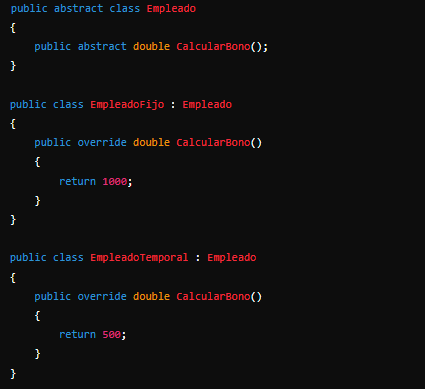 public abstract class Empleado
{
    public abstract double CalcularBono();
}

public class EmpleadoFijo : Empleado
{
    public override double CalcularBono()
    {
        return 1000;
    }
}

public class EmpleadoTemporal : Empleado
{
    public override double CalcularBono()
    {
        return 500;
    }
}